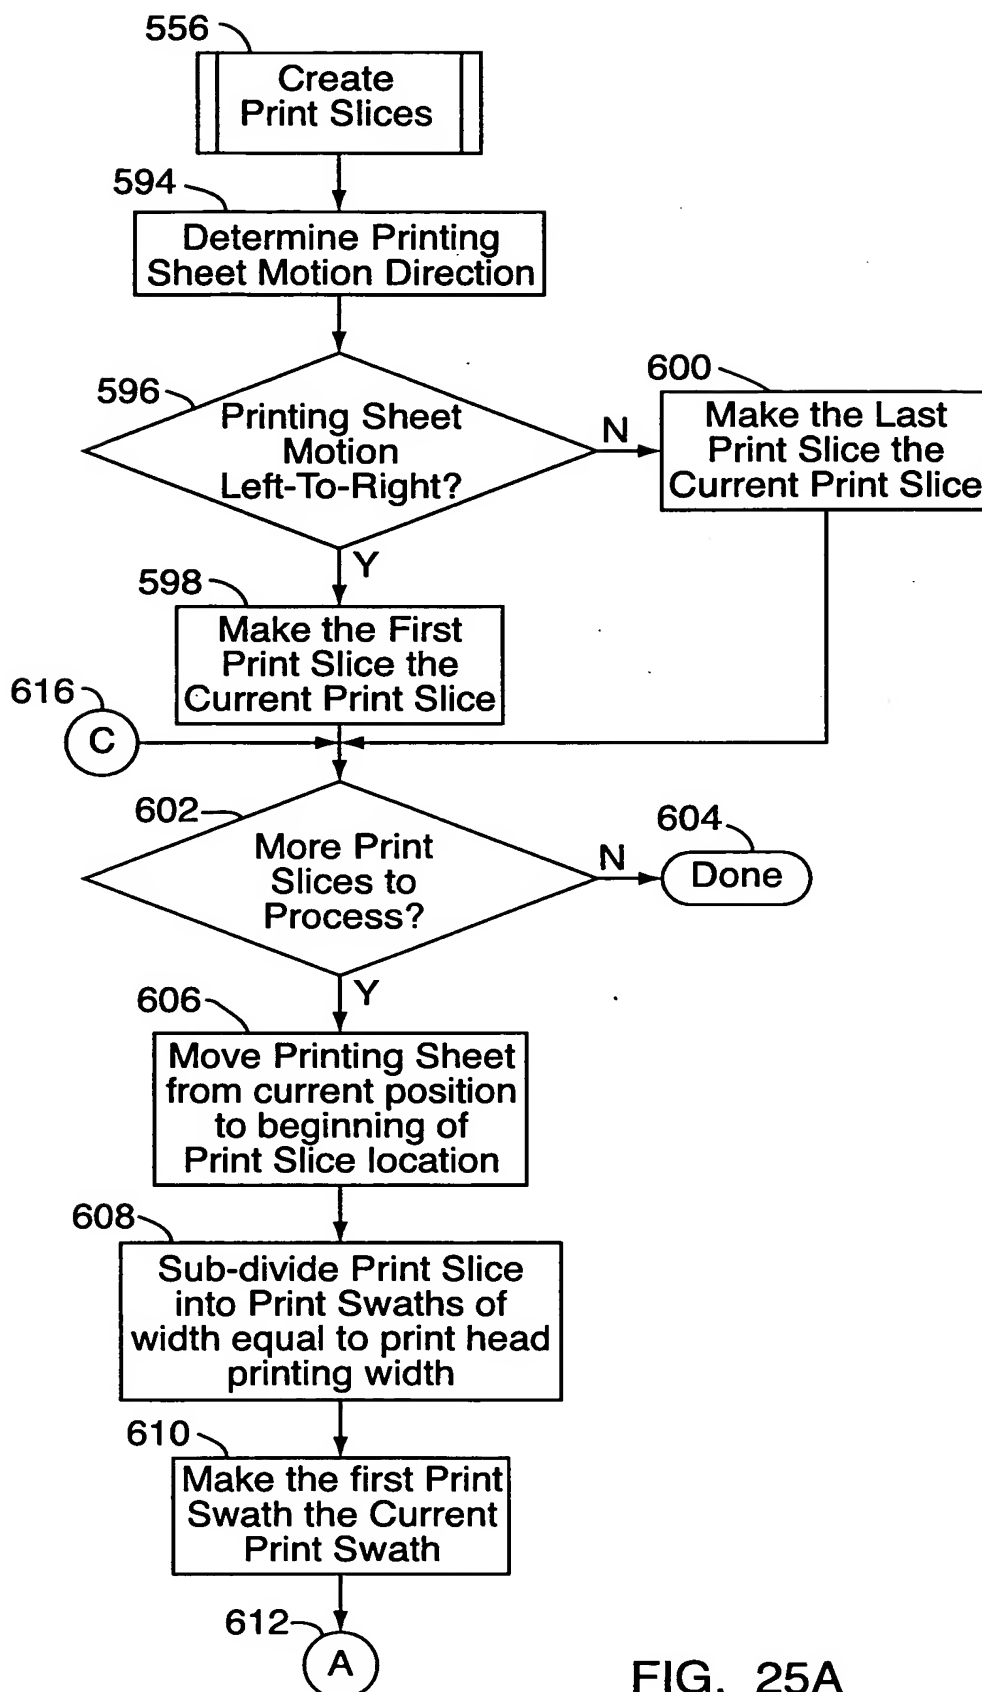 556
Create
Print Slices
594
Determine Printing
Sheet Motion Direction
596
Printing Sheet
Motion
Left-To-Right?
N
600
Make the Last
Print Slice the
Current Print Slice
Y
598
Make the First
Print Slice the
Current Print Slice
616
C
602
More Print
Slices to
Process?
N
604
Done
Y
606
Move Printing Sheet
from current position
to beginning of
Print Slice location
608
Sub-divide Print Slice
into Print Swaths of
width equal to print head
printing width
610
Make the first Print
Swath the Current
Print Swath
612
A
FIG. 25A